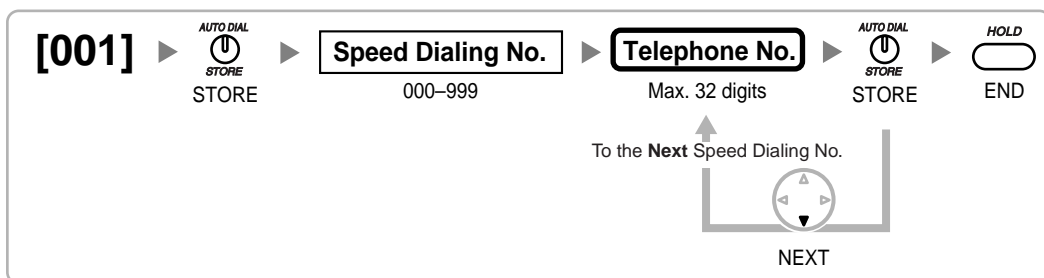 [001]
AUTO DIAL
STORE
STORE
Speed Dialing No.
000–999
Telephone No.
Max. 32 digits
AUTO DIAL
STORE
STORE
HOLD
END
To the Next Speed Dialing No.
NEXT